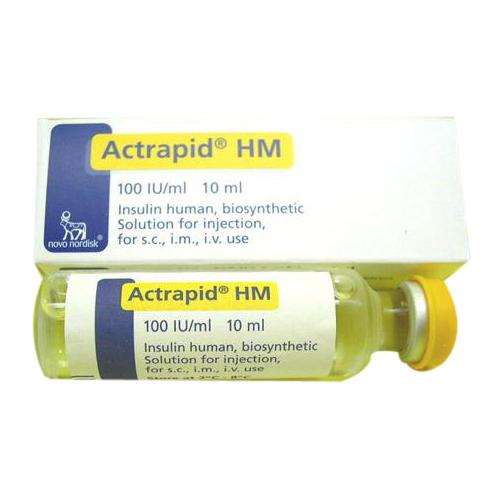 Actrapid® HM
100 IU/ml 10 ml
Insulin human, biosynthetic
Solution for injection,
for s.c., i.m., i.v. use
novo nordisk®
Actrapid® HM
100 IU/ml 10 ml
Insulin human, biosynthetic
Solution for injection,
for s.c., i.m., i.v. use
Store at 2°C - 8°C